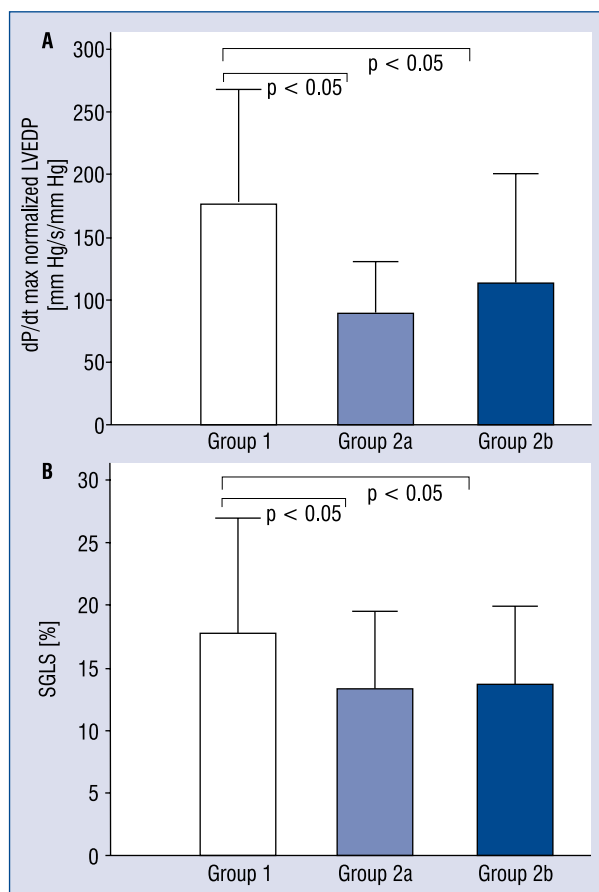 A
300
p < 0.05
p < 0.05
250
200
150
100
50
0
dP/dt max normalized LVEDP
[mm Hg/s/mm Hg]
Group 1 Group 2a Group 2b
B
30
p < 0.05
p < 0.05
25
20
15
10
5
0
SGLS [%]
Group 1 Group 2a Group 2b